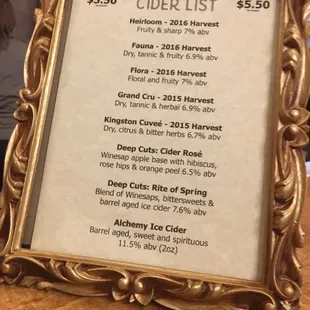 $5.50 CIDER LIST $5.50
Heirloom - 2016 Harvest
Fruity & sharp 7% abv
Fauna - 2016 Harvest
Dry, tannic & fruity 6.9% abv
Flora - 2016 Harvest
Floral and fruity 7% abv
Grand Cru - 2015 Harvest
Dry, tannic & herbal 6.9% abv
Kingston Cuveé - 2015 Harvest
Dry, citrus & bitter herbs 6.7% abv
Deep Cuts: Cider Rosé
Winesap apple base with hibiscus,
rose hips & orange peel 6.5% abv
Deep Cuts: Rite of Spring
Blend of Winesaps, bittersweets &
barrel aged ice cider 7.6% abv
Alchemy Ice Cider
Barrel aged, sweet and spirituous
11.5% abv (2oz)